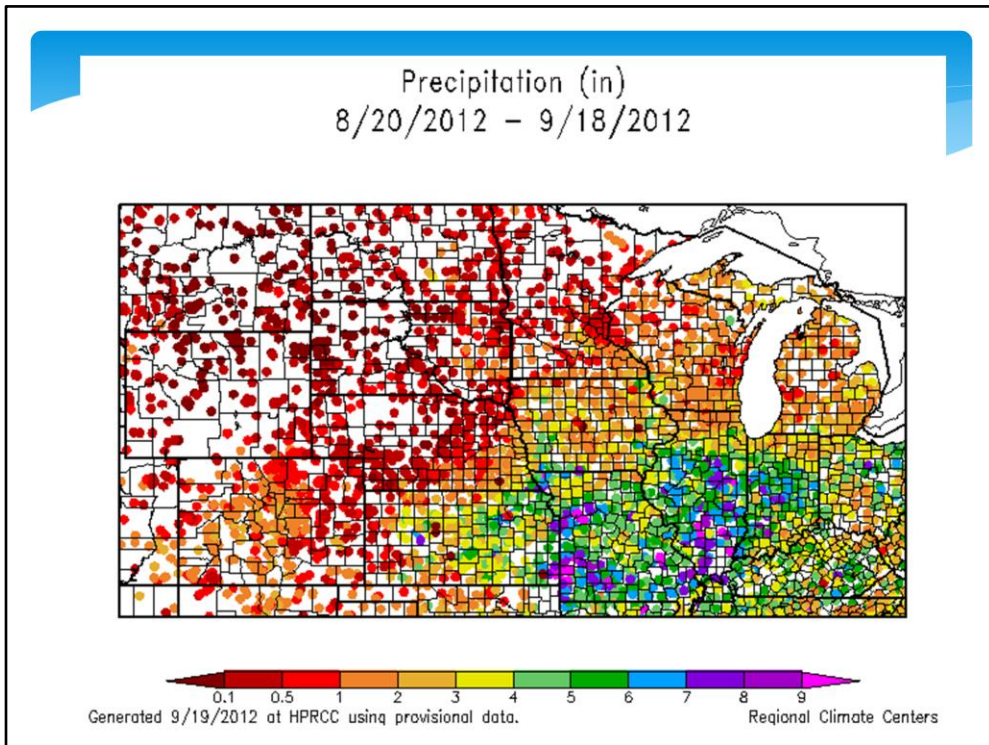 Precipitation (in)
8/20/2012 – 9/18/2012
0.1 0.5 1 2 3 4 5 6 7 8 9
Generated 9/19/2012 at HPRCC using provisional data.
Regional Climate Centers